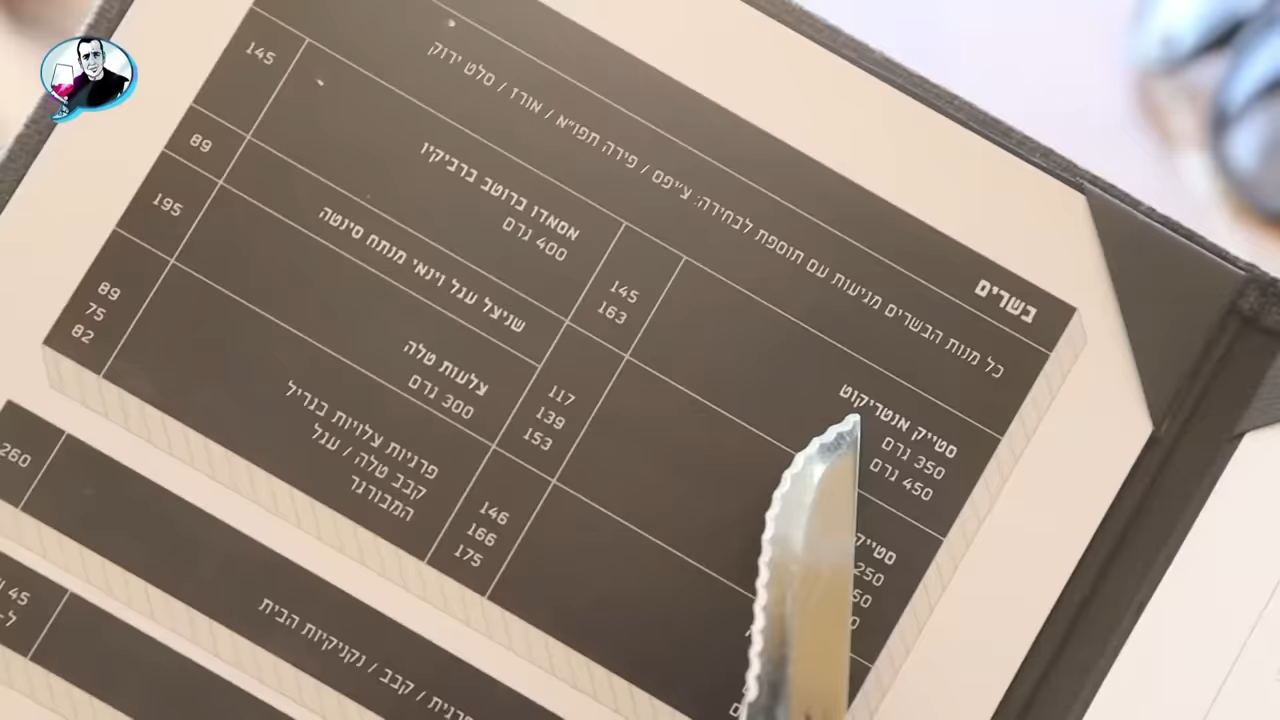 בשרים
כל מנות הבשרים מגיעות עם תוספת לבחירה: צ׳יפס / פירה תפו״א / אורז / סלט ירוק
סטייק אנטריקוט
350 גרם 145
450 גרם 163
סטייק
250 117
139
153
146
166
175
אסאדו ברוטב ברביקיו 145
400 גרם
שניצל עגל וינאי מנתח סינטה 89
צלעות טלה 195
300 גרם
פרגיות צלויות בגריל 89
קבב טלה / עגל 75
המבורגר 82
260
פרגית / קבב / נקניקיות הבית
45
ל-